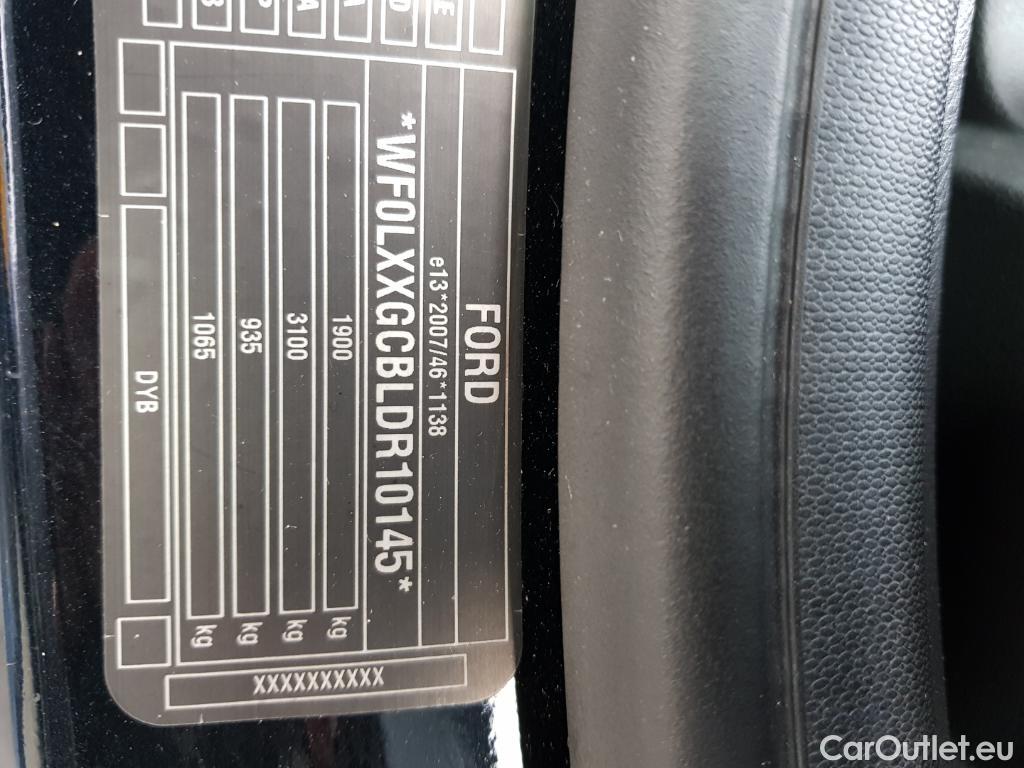 FORD
e13*2007/46*1138
*WF0LXXGCBLDR10145*
1900 kg
3100 kg
935 kg
1065 kg
DYB
XXXXXXXXXX
E
D
A
A
P
B
CarOutlet.eu